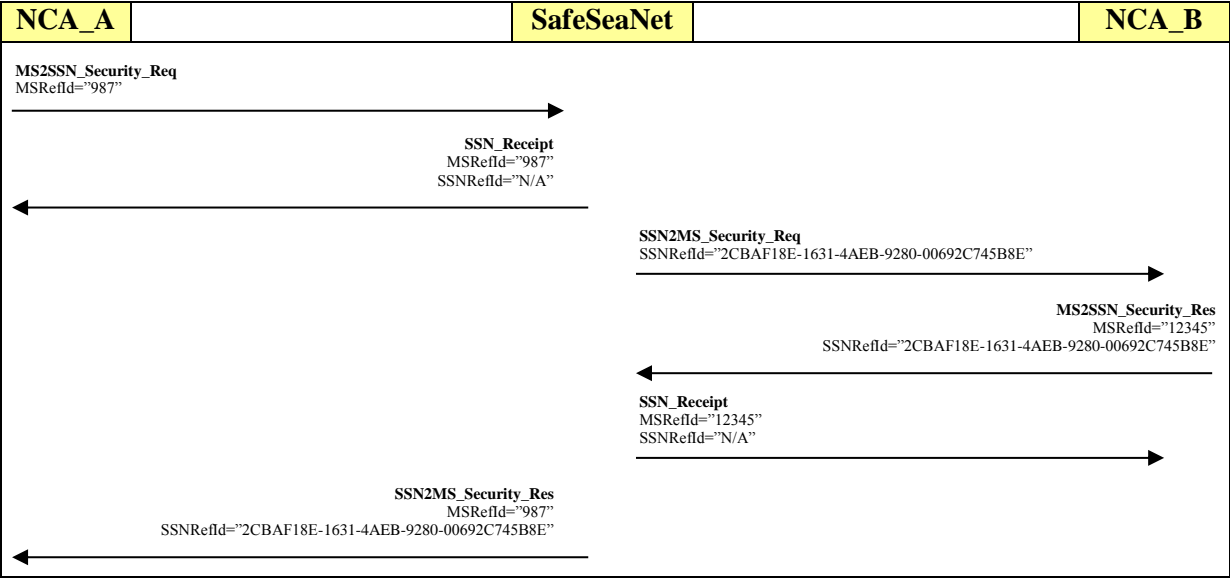 NCA_A
SafeSeaNet
NCA_B
MS2SSN_Security_Req
MSRefId=”987”
SSN_Receipt
MSRefId=”987”
SSNRefId=”N/A”
SSN2MS_Security_Req
SSNRefId=”2CBAF18E-1631-4AEB-9280-00692C745B8E”
MS2SSN_Security_Res
MSRefId=”12345”
SSNRefId=”2CBAF18E-1631-4AEB-9280-00692C745B8E”
SSN_Receipt
MSRefId=”12345”
SSNRefId=”N/A”
SSN2MS_Security_Res
MSRefId=”987”
SSNRefId=”2CBAF18E-1631-4AEB-9280-00692C745B8E”